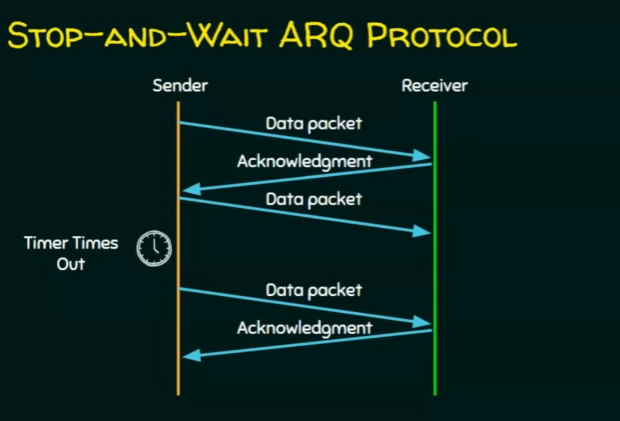 STOP-AND-WAIT ARQ PROTOCOL
Sender
Receiver
Data packet
Acknowledgment
Data packet
Timer Times
Out
Data packet
Acknowledgment